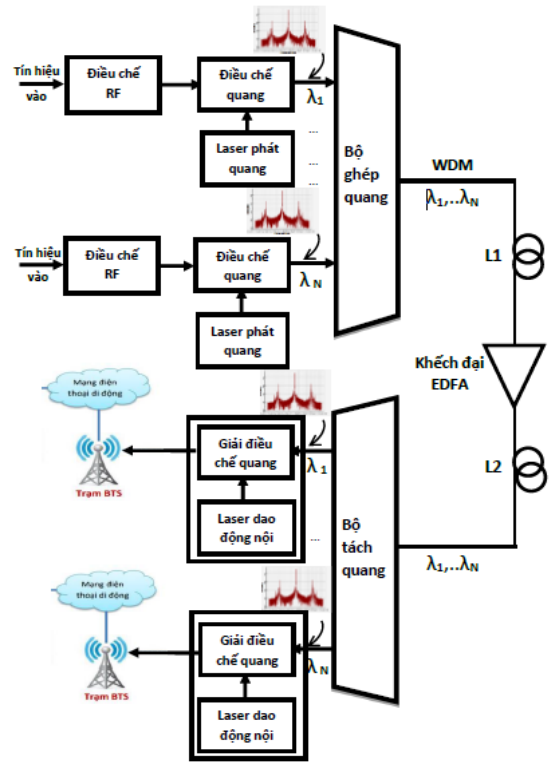 Tín hiệu
vào
Điều chế
RF
Điều chế
quang
λ1
Laser phát
quang
...
...
...
Bộ
ghép
quang
WDM
λ1,..λN
L1
Tín hiệu
vào
Điều chế
RF
Điều chế
quang
λ N
Laser phát
quang
Khếch đại
EDFA
L2
Mạng điện
thoại di động
Trạm BTS
Giải điều
chế quang
λ 1
Laser dao
động nội
...
Bộ
tách
quang
λ1,..λN
Mạng điện
thoại di động
Trạm BTS
Giải điều
chế quang
λ N
Laser dao
động nội